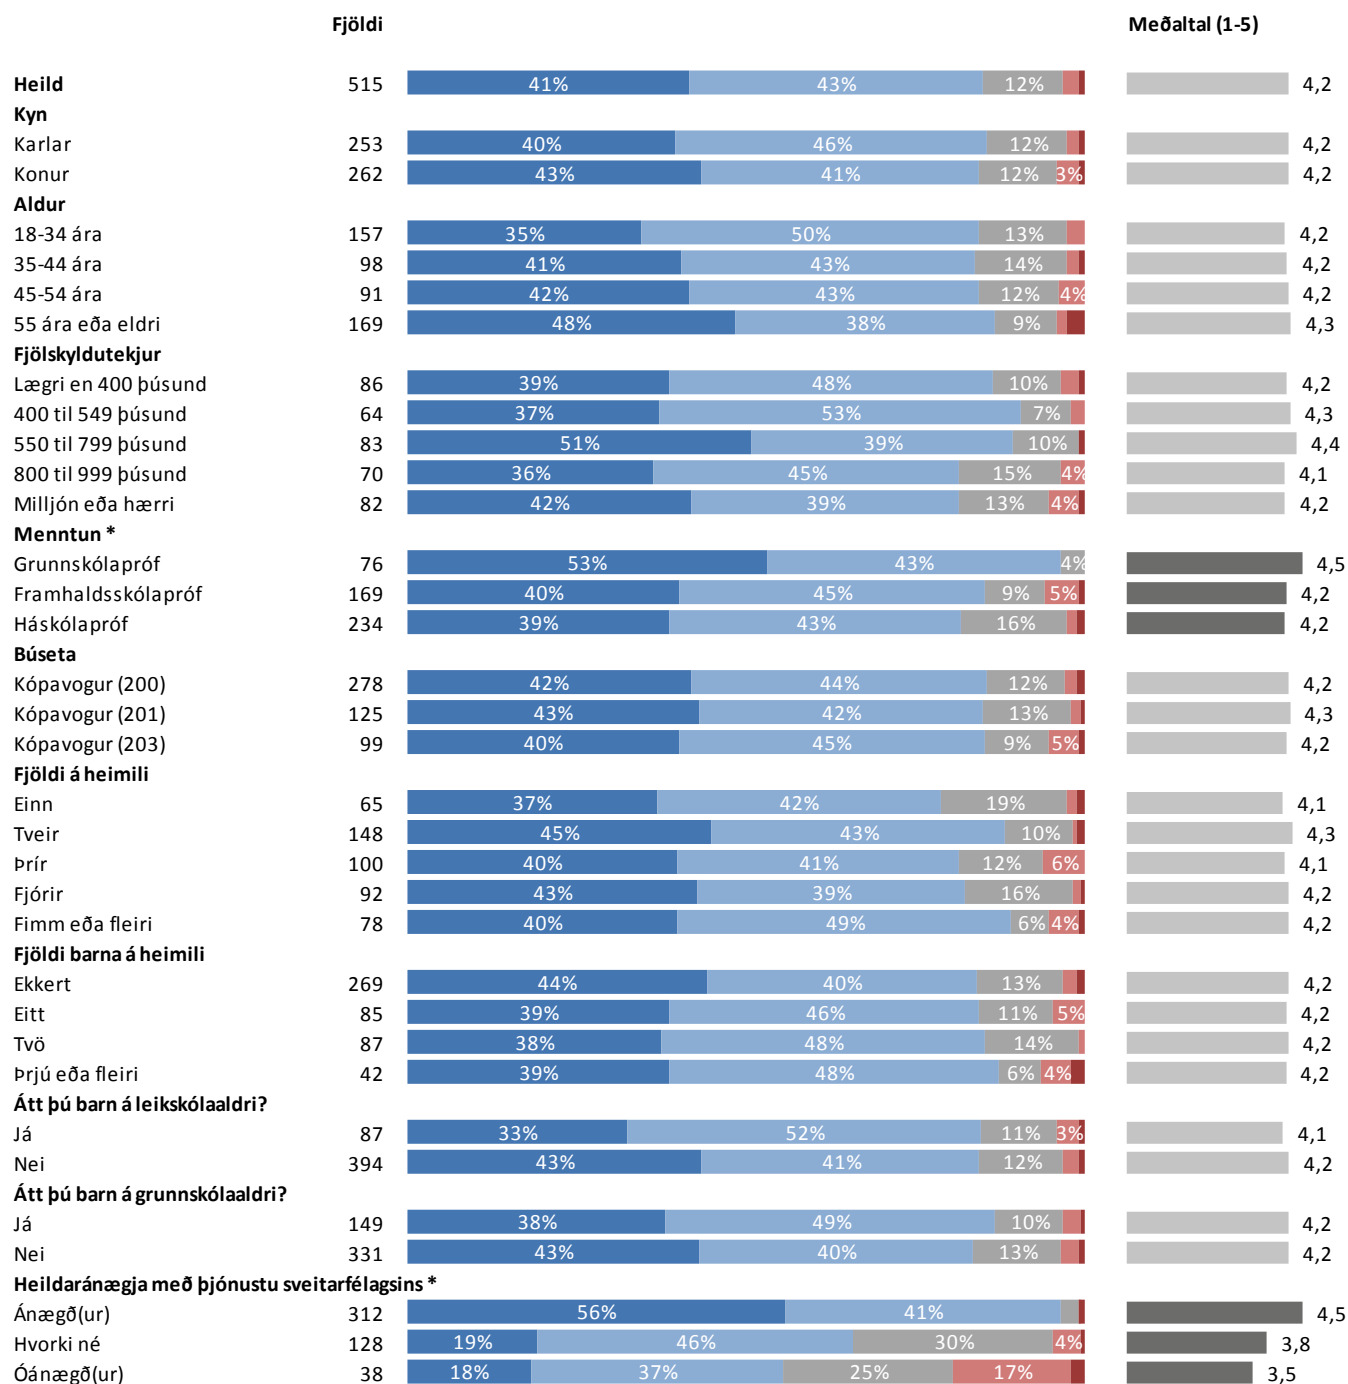 Fjöldi Meðaltal (1-5)
Heild 515 41% 43% 12% 4,2
Kyn
Karlar 253 40% 46% 12% 4,2
Konur 262 43% 41% 12% 3% 4,2
Aldur
18-34 ára 157 35% 50% 13% 4,2
35-44 ára 98 41% 43% 14% 4,2
45-54 ára 91 42% 43% 12% 4% 4,2
55 ára eða eldri 169 48% 38% 9% 4,3
Fjölskyldutekjur
Lægri en 400 þúsund 86 39% 48% 10% 4,2
400 til 549 þúsund 64 37% 53% 7% 4,3
550 til 799 þúsund 83 51% 39% 10% 4,4
800 til 999 þúsund 70 36% 45% 15% 4% 4,1
Milljón eða hærri 82 42% 39% 13% 4% 4,2
Menntun *
Grunnskólapróf 76 53% 43% 4% 4,5
Framhaldsskólapróf 169 40% 45% 9% 5% 4,2
Háskólapróf 234 39% 43% 16% 4,2
Búseta
Kópavogur (200) 278 42% 44% 12% 4,2
Kópavogur (201) 125 43% 42% 13% 4,3
Kópavogur (203) 99 40% 45% 9% 5% 4,2
Fjöldi á heimili
Einn 65 37% 42% 19% 4,1
Tveir 148 45% 43% 10% 4,3
Þrír 100 40% 41% 12% 6% 4,1
Fjórir 92 43% 39% 16% 4,2
Fimm eða fleiri 78 40% 49% 6% 4% 4,2
Fjöldi barna á heimili
Ekkert 269 44% 40% 13% 4,2
Eitt 85 39% 46% 11% 5% 4,2
Tvö 87 38% 48% 14% 4,2
Þrjú eða fleiri 42 39% 48% 6% 4% 4,2
Átt þú barn á leikskólaaldri?
Já 87 33% 52% 11% 3% 4,1
Nei 394 43% 41% 12% 4,2
Átt þú barn á grunnskólaaldri?
Já 149 38% 49% 10% 4,2
Nei 331 43% 40% 13% 4,2
Heildaránægja með þjónustu sveitarfélagsins *
Ánægð(ur) 312 56% 41% 4,5
Hvorki né 128 19% 46% 30% 4% 3,8
Óánægð(ur) 38 18% 37% 25% 17% 3,5